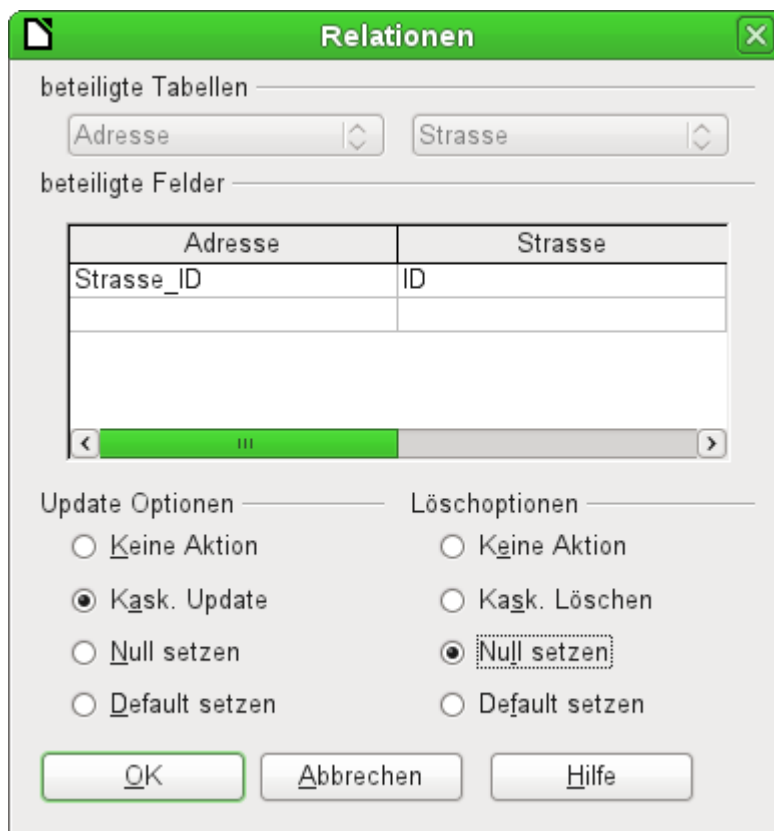 Relationen
beteiligte Tabellen
Adresse Strasse
beteiligte Felder
Adresse Strasse
Strasse_ID ID
Update Optionen Löschoptionen
Keine Aktion Keine Aktion
Kask. Update Kask. Löschen
Null setzen Null setzen
Default setzen Default setzen
OK Abbrechen Hilfe